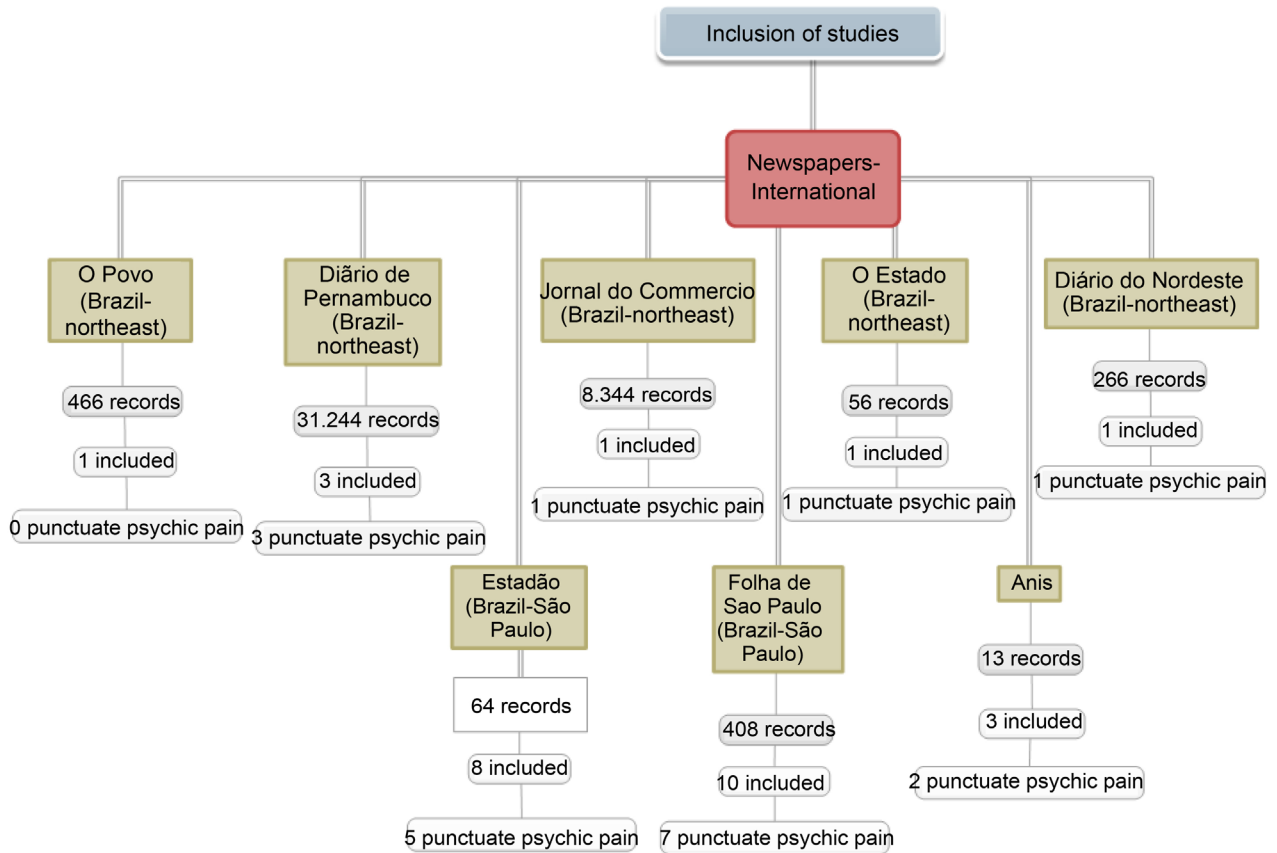 Inclusion of studies
Newspapers-
International
O Povo
(Brazil-
northeast)
466 records
1 included
0 punctuate psychic pain
Diãrio de
Pernambuco
(Brazil-
northeast)
31.244 records
3 included
3 punctuate psychic pain
Jornal do Commercio
(Brazil-northeast)
8.344 records
1 included
1 punctuate psychic pain
O Estado
(Brazil-
northeast)
56 records
1 included
1 punctuate psychic pain
Diário do Nordeste
(Brazil-northeast)
266 records
1 included
1 punctuate psychic pain
Estadão
(Brazil-São
Paulo)
64 records
8 included
5 punctuate psychic pain
Folha de
Sao Paulo
(Brazil-São
Paulo)
408 records
10 included
7 punctuate psychic pain
Anis
13 records
3 included
2 punctuate psychic pain